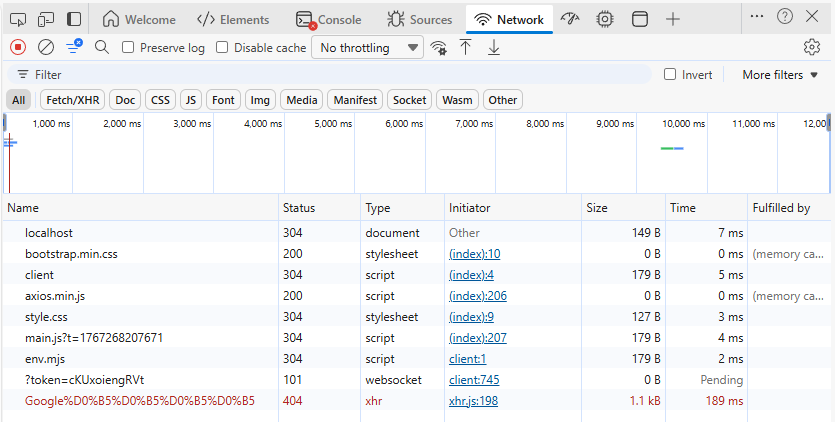 Welcome Elements Console Sources Network
Preserve log Disable cache No throttling
Filter Invert More filters
All Fetch/XHR Doc CSS JS Font Img Media Manifest Socket Wasm Other
1,000 ms 2,000 ms 3,000 ms 4,000 ms 5,000 ms 6,000 ms 7,000 ms 8,000 ms 9,000 ms 10,000 ms 11,000 ms 12,00
Name Status Type Initiator Size Time Fulfilled by
localhost 304 document Other 149 B 7 ms
bootstrap.min.css 200 stylesheet (index):10 0 B 0 ms (memory ca...
client 304 script (index):4 179 B 5 ms
axios.min.js 200 script (index):206 0 B 0 ms (memory ca...
style.css 304 stylesheet (index):9 127 B 3 ms
main.js?t=1767268207671 304 script (index):207 179 B 4 ms
env.mjs 304 script client:1 179 B 2 ms
?token=cKUxoiengRVt 101 websocket client:745 0 B Pending
Google%D0%B5%D0%B5%D0%B5%D0%B5 404 xhr xhr.js:198 1.1 kB 189 ms